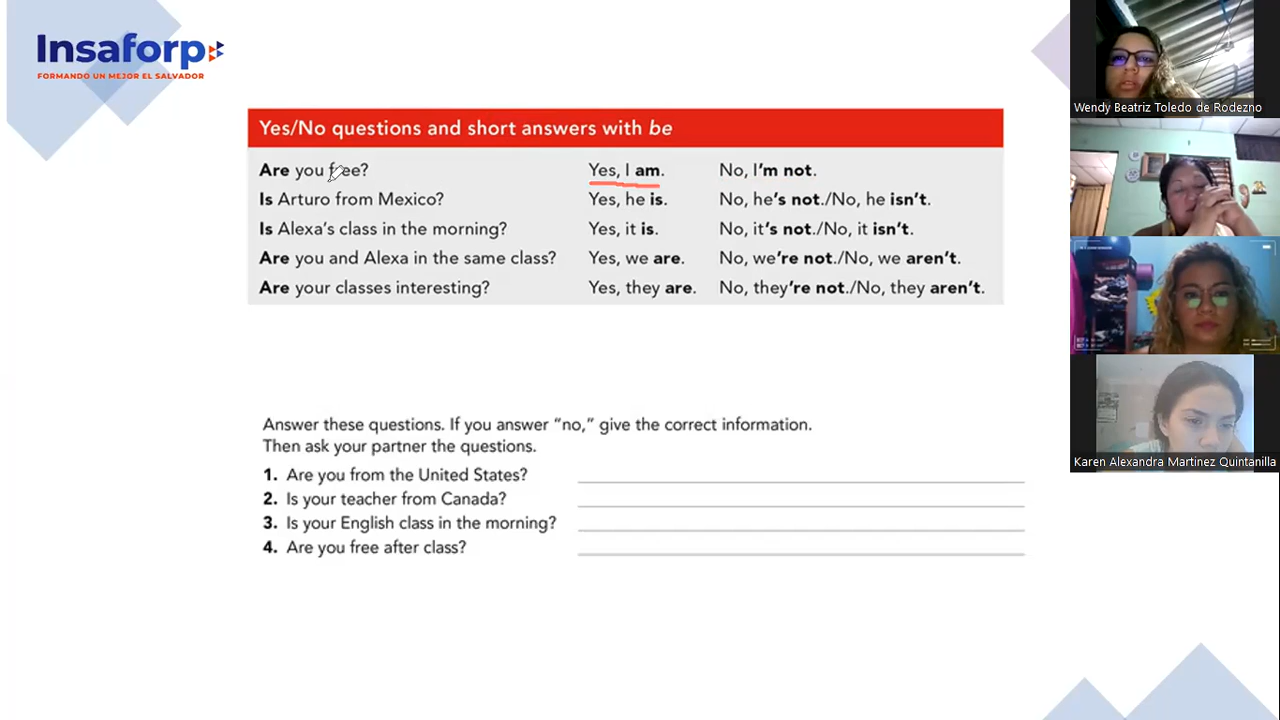 Insaforp
FORMANDO UN MEJOR EL SALVADOR
Yes/No questions and short answers with be
Are you free? Yes, I am. No, I'm not.
Is Arturo from Mexico? Yes, he is. No, he's not./No, he isn't.
Is Alexa's class in the morning? Yes, it is. No, it's not./No, it isn't.
Are you and Alexa in the same class? Yes, we are. No, we're not./No, we aren't.
Are your classes interesting? Yes, they are. No, they're not./No, they aren't.
Answer these questions. If you answer “no,” give the correct information.
Then ask your partner the questions.
1. Are you from the United States?
2. Is your teacher from Canada?
3. Is your English class in the morning?
4. Are you free after class?
Wendy Beatriz Toledo de Rodezno
Karen Alexandra Martinez Quintanilla